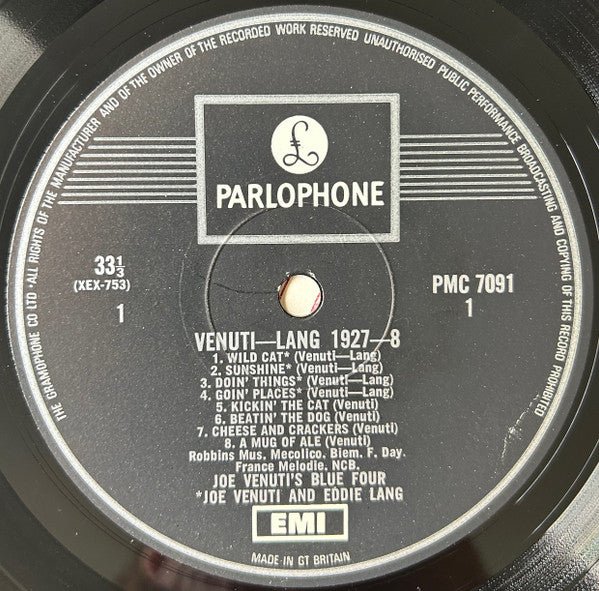 THE GRAMOPHONE CO LTD · ALL RIGHTS OF THE MANUFACTURER AND OF THE OWNER OF THE RECORDED WORK RESERVED UNAUTHORISED PUBLIC PERFORMANCE BROADCASTING AND COPYING OF THIS RECORD PROHIBITED
£
PARLOPHONE
33 1/3
(XEX-753)
1
PMC 7091
1
VENUTI—LANG 1927–8
1. WILD CAT* (Venuti—Lang)
2. SUNSHINE* (Venuti—Lang)
3. DOIN' THINGS* (Venuti—Lang)
4. GOIN' PLACES* (Venuti—Lang)
5. KICKIN' THE CAT (Venuti)
6. BEATIN' THE DOG (Venuti)
7. CHEESE AND CRACKERS (Venuti)
8. A MUG OF ALE (Venuti)
Robbins Mus. Mecolico. Biem. F. Day.
France Melodie. NCB.
JOE VENUTI'S BLUE FOUR
*JOE VENUTI AND EDDIE LANG
EMI
MADE IN GT BRITAIN